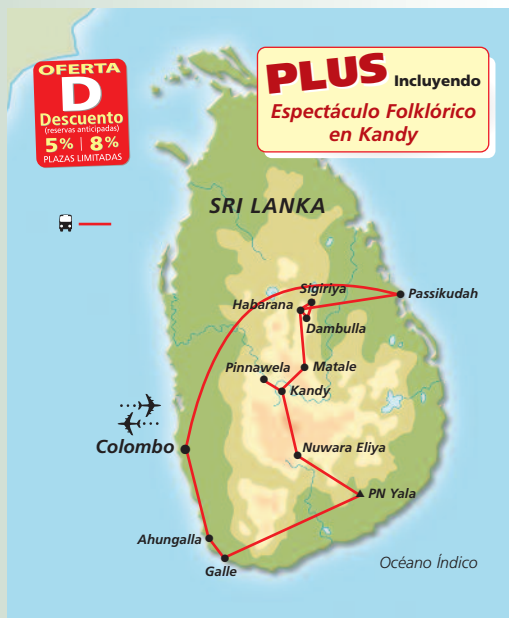 OFERTA
D
Descuento
(reservas anticipadas)
5% | 8%
PLAZAS LIMITADAS
PLUS Incluyendo
Espectáculo Folklórico
en Kandy
SRI LANKA
Sigiriya
Passikudah
Habarana
Dambulla
Pinnawela
Matale
Kandy
Colombo
Nuwara Eliya
PN Yala
Ahungalla
Galle
Océano Índico